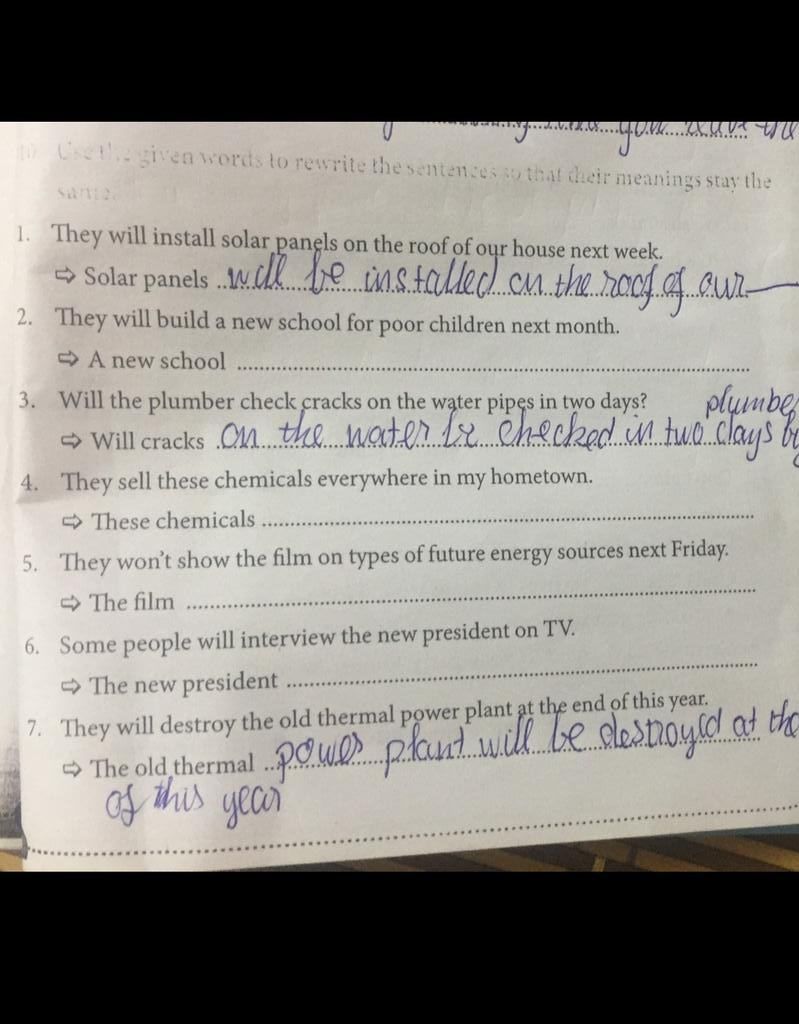 you leave the
10. Use the given words to rewrite the sentences so that their meanings stay the
same.
1. They will install solar panels on the roof of our house next week.
⇨ Solar panels will be installed on the roof of our
2. They will build a new school for poor children next month.
⇨ A new school
3. Will the plumber check cracks on the water pipes in two days?
plumbe
⇨ Will cracks on the water be checked in two days by
4. They sell these chemicals everywhere in my hometown.
⇨ These chemicals
5. They won't show the film on types of future energy sources next Friday.
⇨ The film
6. Some people will interview the new president on TV.
⇨ The new president
7. They will destroy the old thermal power plant at the end of this year.
⇨ The old thermal power plant will be destroyed at the
of this year